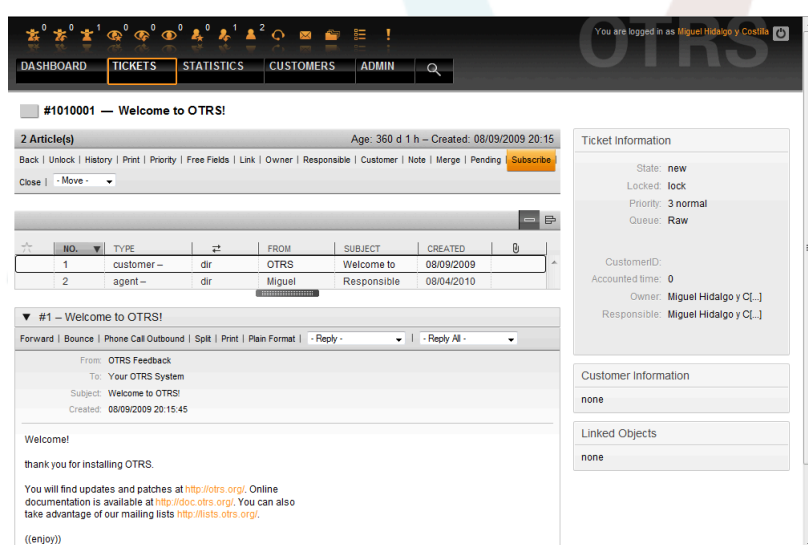 0 0 1 0 0 0 0 1 2
You are logged in as Miguel Hidalgo y Costilla
OTRS
DASHBOARD TICKETS STATISTICS CUSTOMERS ADMIN
#1010001 — Welcome to OTRS!
2 Article(s) Age: 360 d 1 h – Created: 08/09/2009 20:15
Back | Unlock | History | Print | Priority | Free Fields | Link | Owner | Responsible | Customer | Note | Merge | Pending | Subscribe |
Close | - Move -
NO. TYPE FROM SUBJECT CREATED
1 customer – dir OTRS Welcome to 08/09/2009
2 agent – dir Miguel Responsible 08/04/2010
#1 – Welcome to OTRS!
Forward | Bounce | Phone Call Outbound | Split | Print | Plain Format | - Reply - | - Reply All -
From: OTRS Feedback
To: Your OTRS System
Subject: Welcome to OTRS!
Created: 08/09/2009 20:15:45
Welcome!
thank you for installing OTRS.
You will find updates and patches at http://otrs.org/. Online
documentation is available at http://doc.otrs.org/. You can also
take advantage of our mailing lists http://lists.otrs.org/.
((enjoy))
Ticket Information
State: new
Locked: lock
Priority: 3 normal
Queue: Raw
CustomerID:
Accounted time: 0
Owner: Miguel Hidalgo y C[...]
Responsible: Miguel Hidalgo y C[...]
Customer Information
none
Linked Objects
none